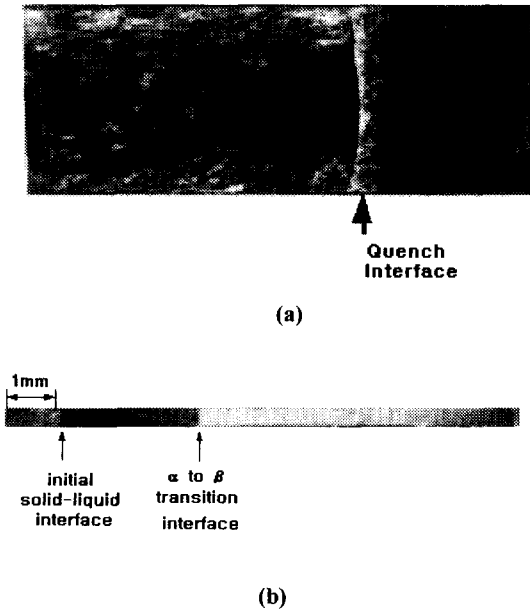 Quench
Interface
(a)
1mm
initial
solid-liquid
interface
α to β
transition
interface
(b)